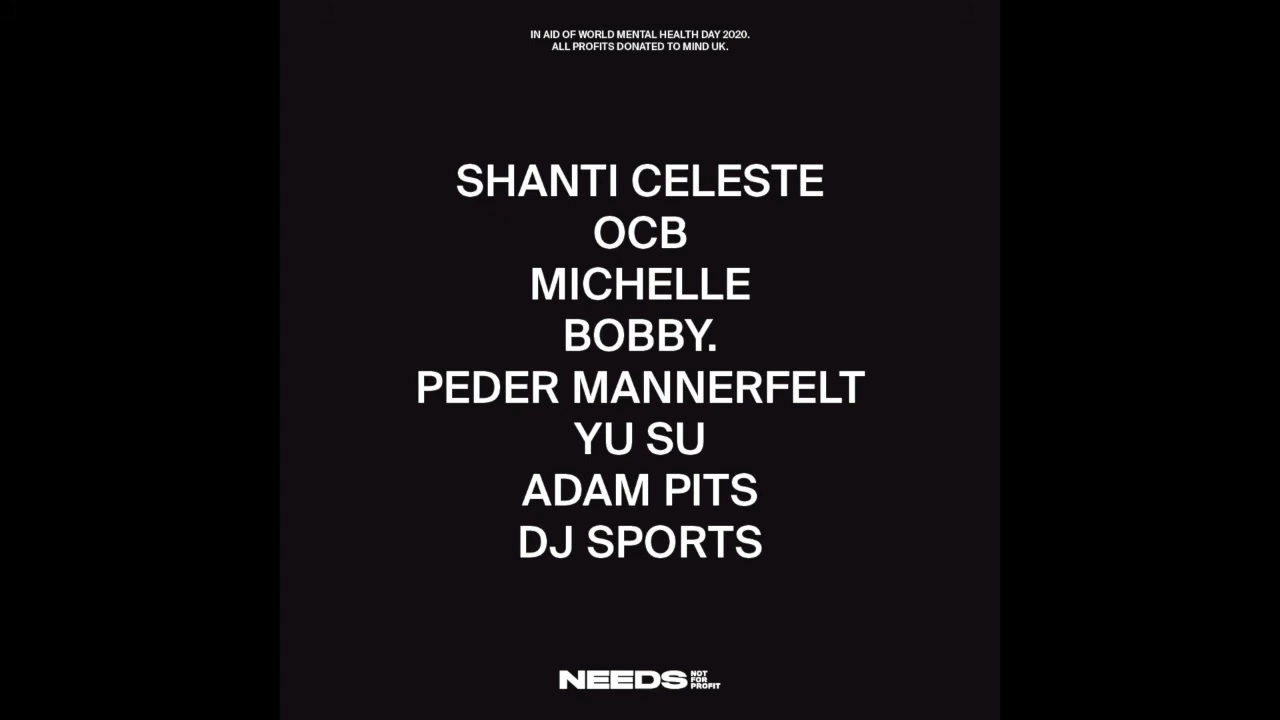 IN AID OF WORLD MENTAL HEALTH DAY 2020.
ALL PROFITS DONATED TO MIND UK.
SHANTI CELESTE
OCB
MICHELLE
BOBBY.
PEDER MANNERFELT
YU SU
ADAM PITS
DJ SPORTS
NEEDS
NOT
FOR
PROFIT